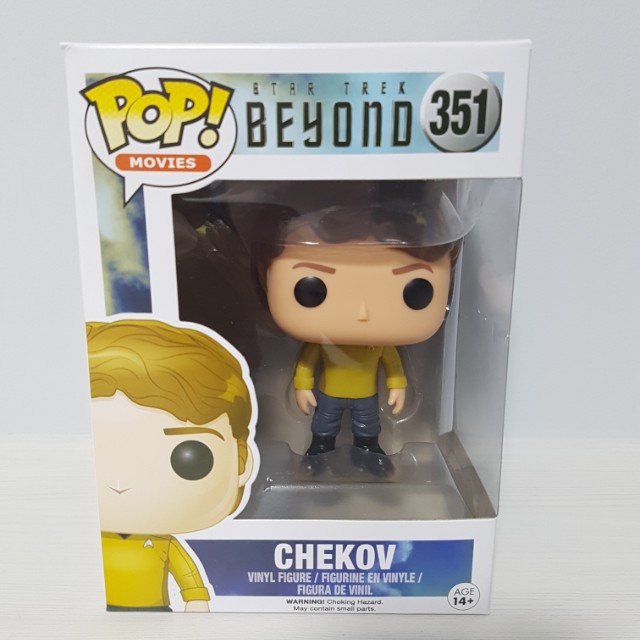 POP!
MOVIES
STAR TREK
BEYOND
351
CHEKOV
VINYL FIGURE / FIGURINE EN VINYLE /
FIGURA DE VINIL
WARNING! Choking Hazard.
May contain small parts.
AGE
14+